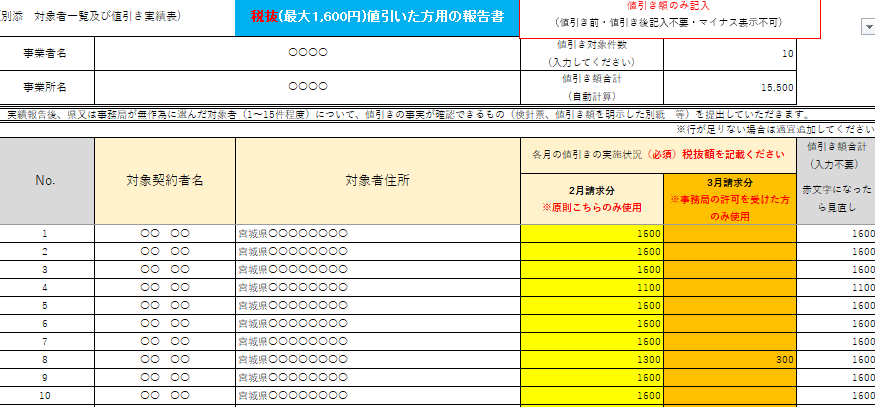 別添　対象者一覧及び値引き実績表）
税抜(最大1,600円)値引いた方用の報告書
値引き額のみ記入
（値引き前・値引き後記入不要・マイナス表示不可）
事業者名　〇〇〇〇　値引き対象件数　10
（入力してください）
事業所名　〇〇〇〇　値引き額合計　15,500
（自動計算）
実績報告後、県又は事務局が無作為に選んだ対象者（1～15件程度）について、値引きの事実が確認できるもの（検針票、値引き額を明示した別紙　等）を提出していただきます。
※行が足りない場合は適宜追加してください
No.　対象契約者名　対象者住所　各月の値引きの実施状況（必須）税抜額を記載ください　値引き額合計
（入力不要）
赤文字になった
ら見直し
2月請求分
※原則こちらのみ使用
3月請求分
※事務局の許可を受けた方
のみ使用
1　〇〇　〇〇　宮城県〇〇〇〇〇〇〇〇　1600　1600
2　〇〇　〇〇　宮城県〇〇〇〇〇〇〇〇　1600　1600
3　〇〇　〇〇　宮城県〇〇〇〇〇〇〇〇　1600　1600
4　〇〇　〇〇　宮城県〇〇〇〇〇〇〇〇　1100　1100
5　〇〇　〇〇　宮城県〇〇〇〇〇〇〇〇　1600　1600
6　〇〇　〇〇　宮城県〇〇〇〇〇〇〇〇　1600　1600
7　〇〇　〇〇　宮城県〇〇〇〇〇〇〇〇　1600　1600
8　〇〇　〇〇　宮城県〇〇〇〇〇〇〇〇　1300　300　1600
9　〇〇　〇〇　宮城県〇〇〇〇〇〇〇〇　1600　1600
10　〇〇　〇〇　宮城県〇〇〇〇〇〇〇〇　1600　1600